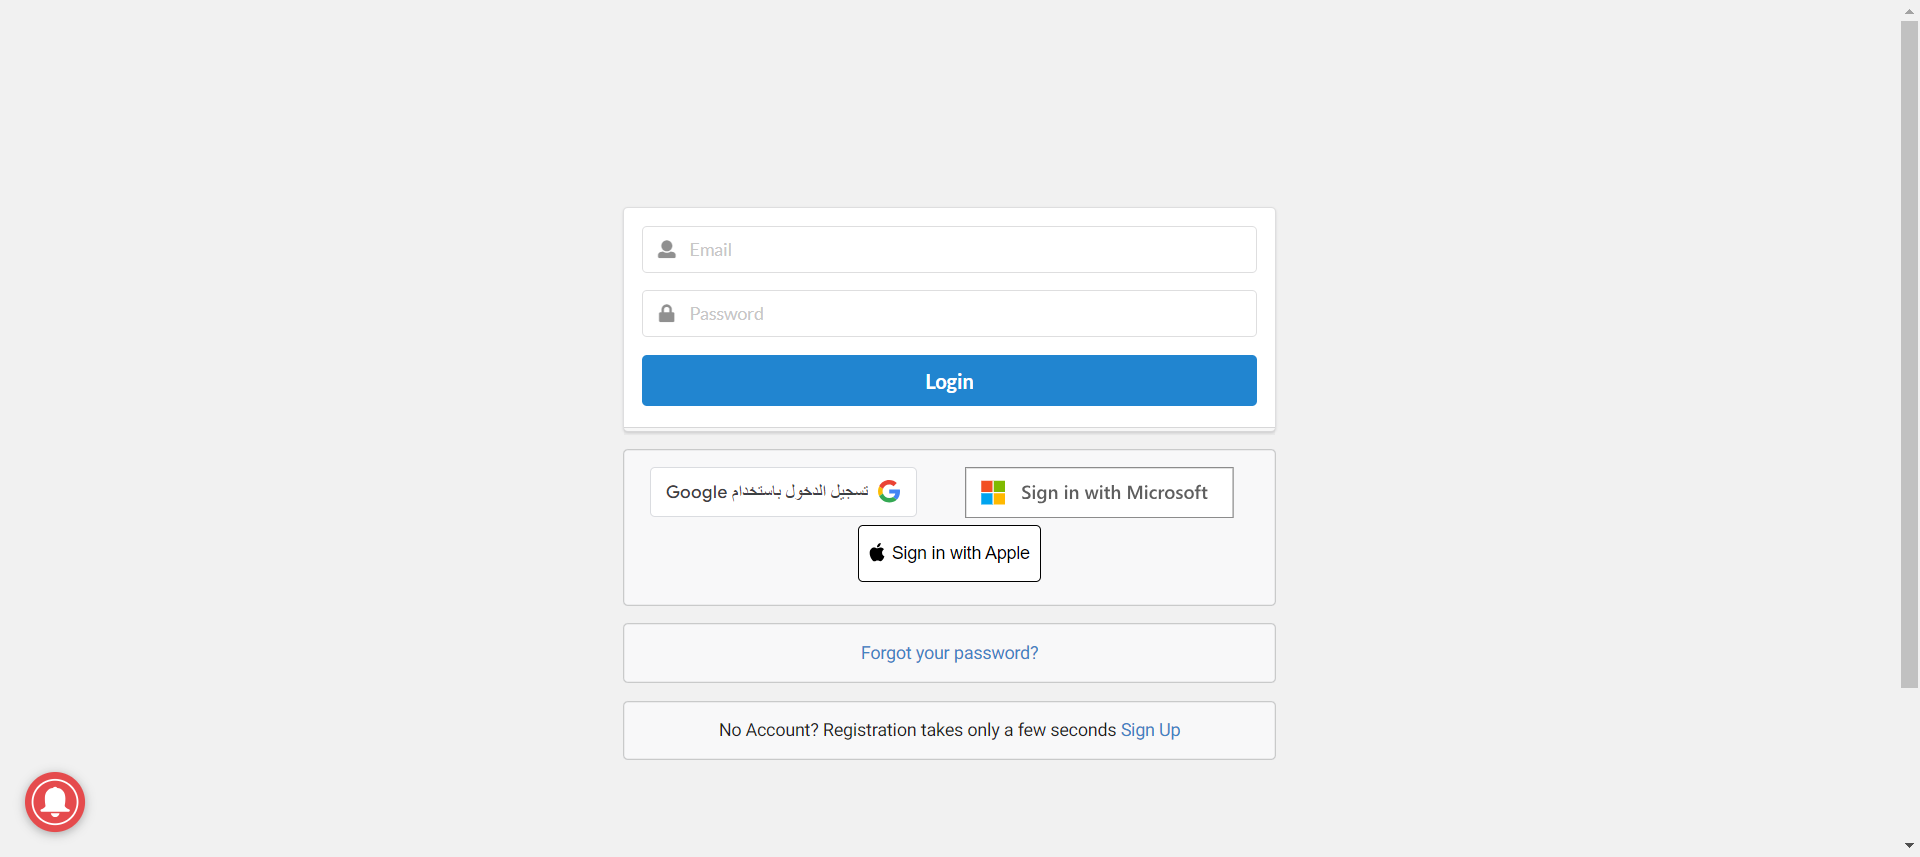 Email
Password
Login
تسجيل الدخول باستخدام Google
Sign in with Microsoft
Sign in with Apple
Forgot your password?
No Account? Registration takes only a few seconds Sign Up